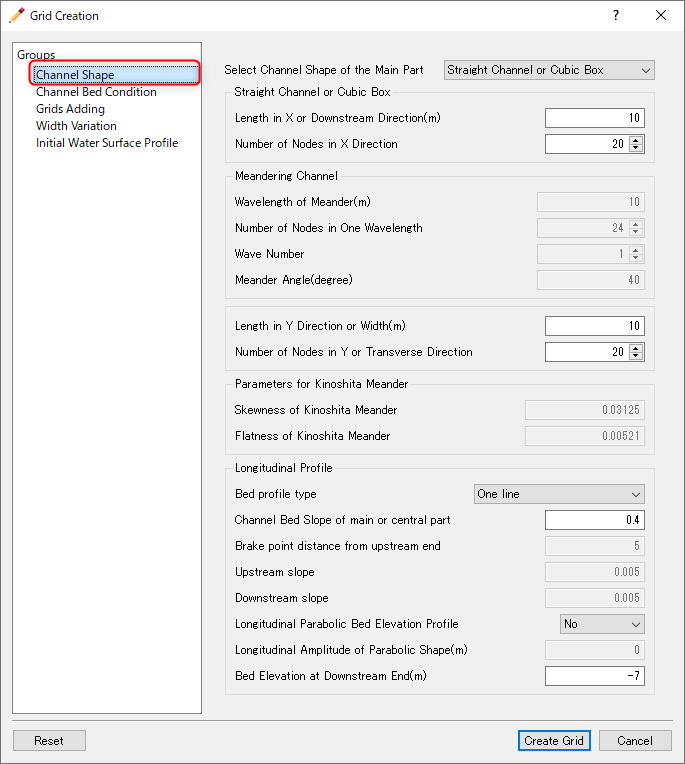 Grid Creation
?
Groups
Channel Shape
Channel Bed Condition
Grids Adding
Width Variation
Initial Water Surface Profile
Select Channel Shape of the Main Part Straight Channel or Cubic Box
Straight Channel or Cubic Box
Length in X or Downstream Direction(m) 10
Number of Nodes in X Direction 20
Meandering Channel
Wavelength of Meander(m) 10
Number of Nodes in One Wavelength 24
Wave Number 1
Meander Angle(degree) 40
Length in Y Direction or Width(m) 10
Number of Nodes in Y or Transverse Direction 20
Parameters for Kinoshita Meander
Skewness of Kinoshita Meander 0.03125
Flatness of Kinoshita Meander 0.00521
Longitudinal Profile
Bed profile type One line
Channel Bed Slope of main or central part 0.4
Brake point distance from upstream end 5
Upstream slope 0.005
Downstream slope 0.005
Longitudinal Parabolic Bed Elevation Profile No
Longitudinal Amplitude of Parabolic Shape(m) 0
Bed Elevation at Downstream End(m) -7
Reset Create Grid Cancel